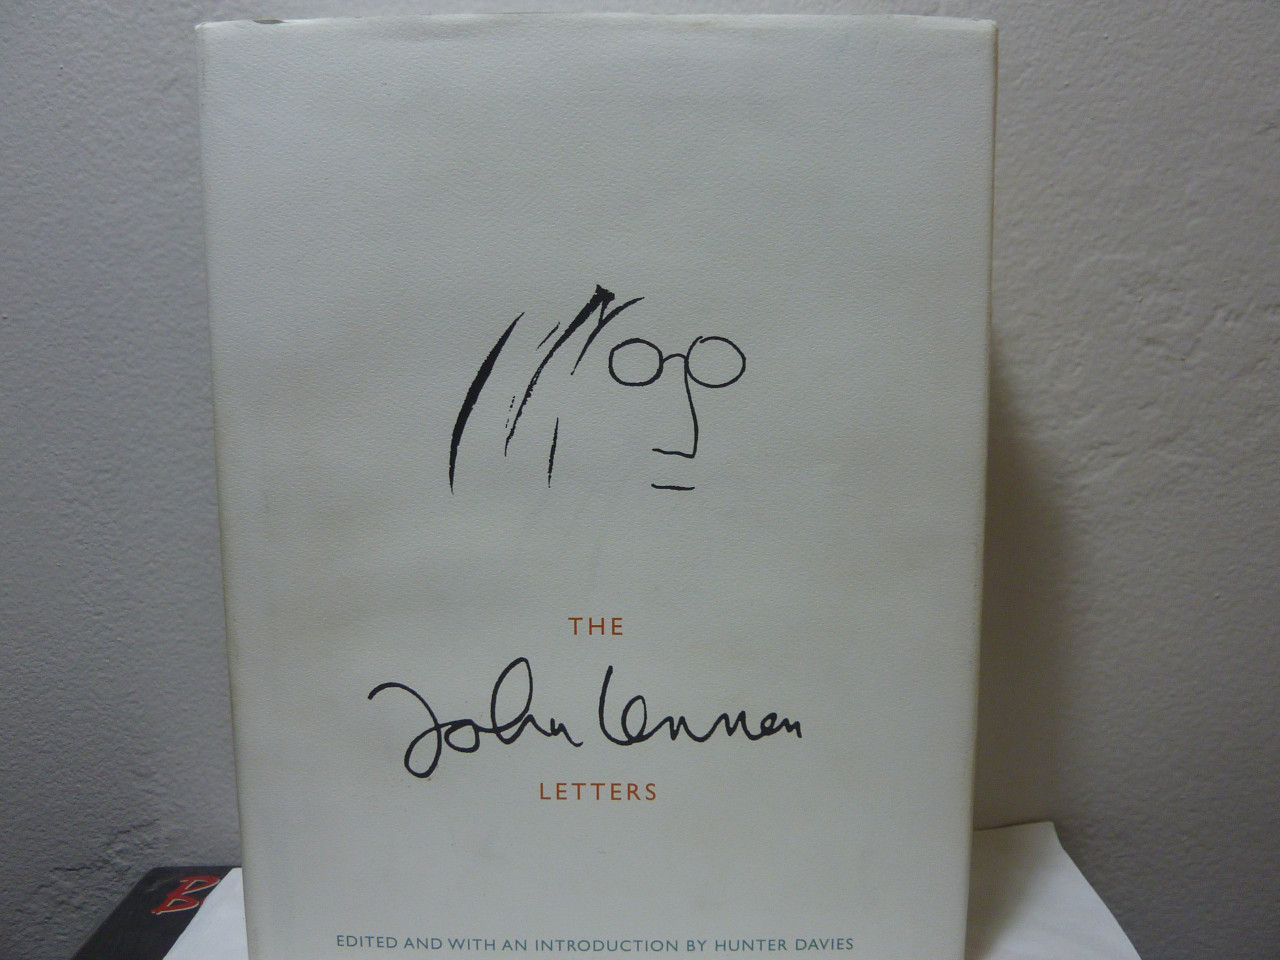 THE
John Lennon
LETTERS
EDITED AND WITH AN INTRODUCTION BY HUNTER DAVIES